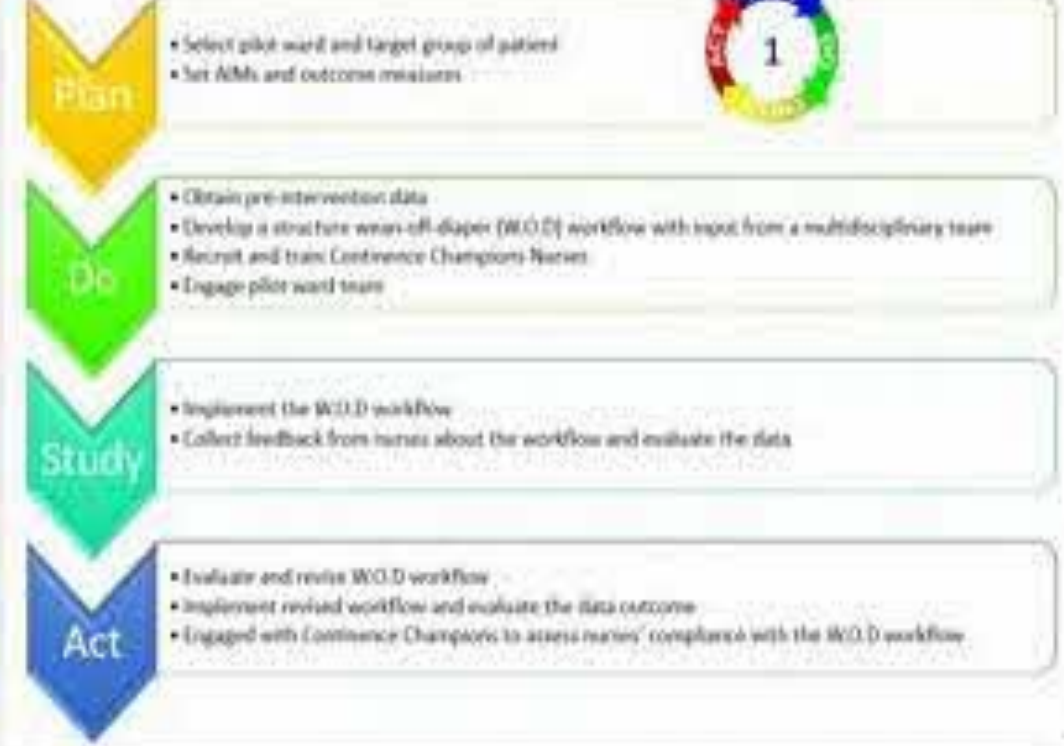 Plan
• Select pilot ward and target group of patient
• Set AIMs and outcome measures
ACT
1
Do
• Obtain pre-intervention data
• Develop a structure wean-off-diaper (W.O.D) workflow with input from a multidisciplinary team
• Recruit and train Continence Champions Nurses
• Engage pilot ward team
Study
• Implement the W.O.D workflow
• Collect feedback from nurses about the workflow and evaluate the data
Act
• Evaluate and revise W.O.D workflow
• Implement revised workflow and evaluate the data outcome
• Engaged with Continence Champions to assess nurses' compliance with the W.O.D workflow